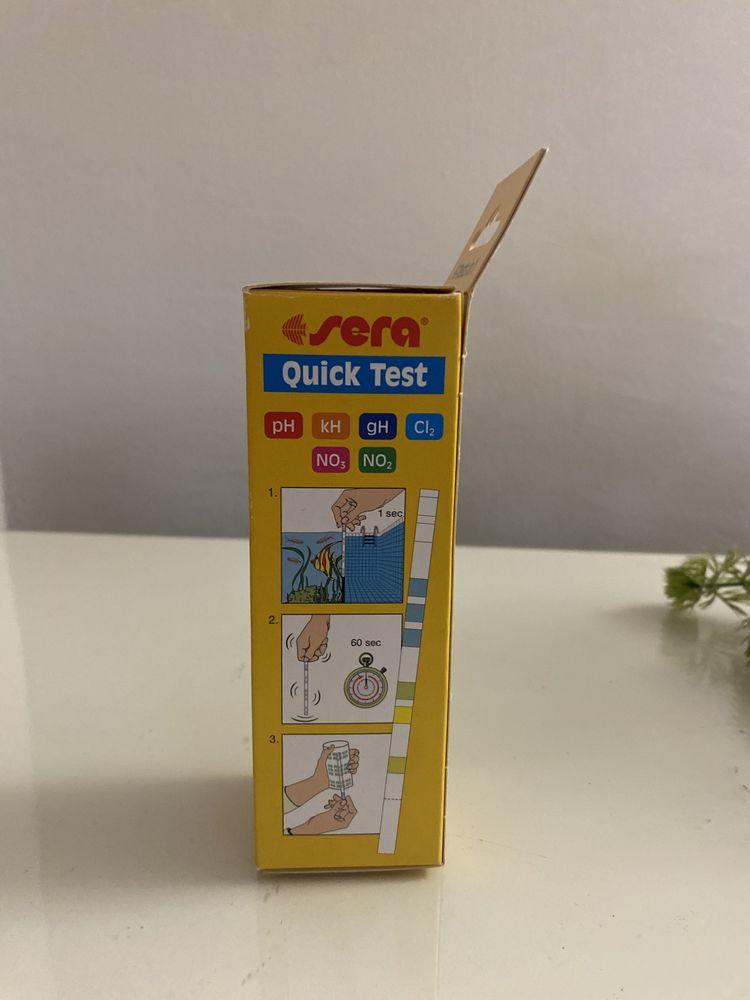 sera®
Quick Test
pH kH gH Cl₂
NO₃ NO₂
1.
1 sec
2.
60 sec
3.